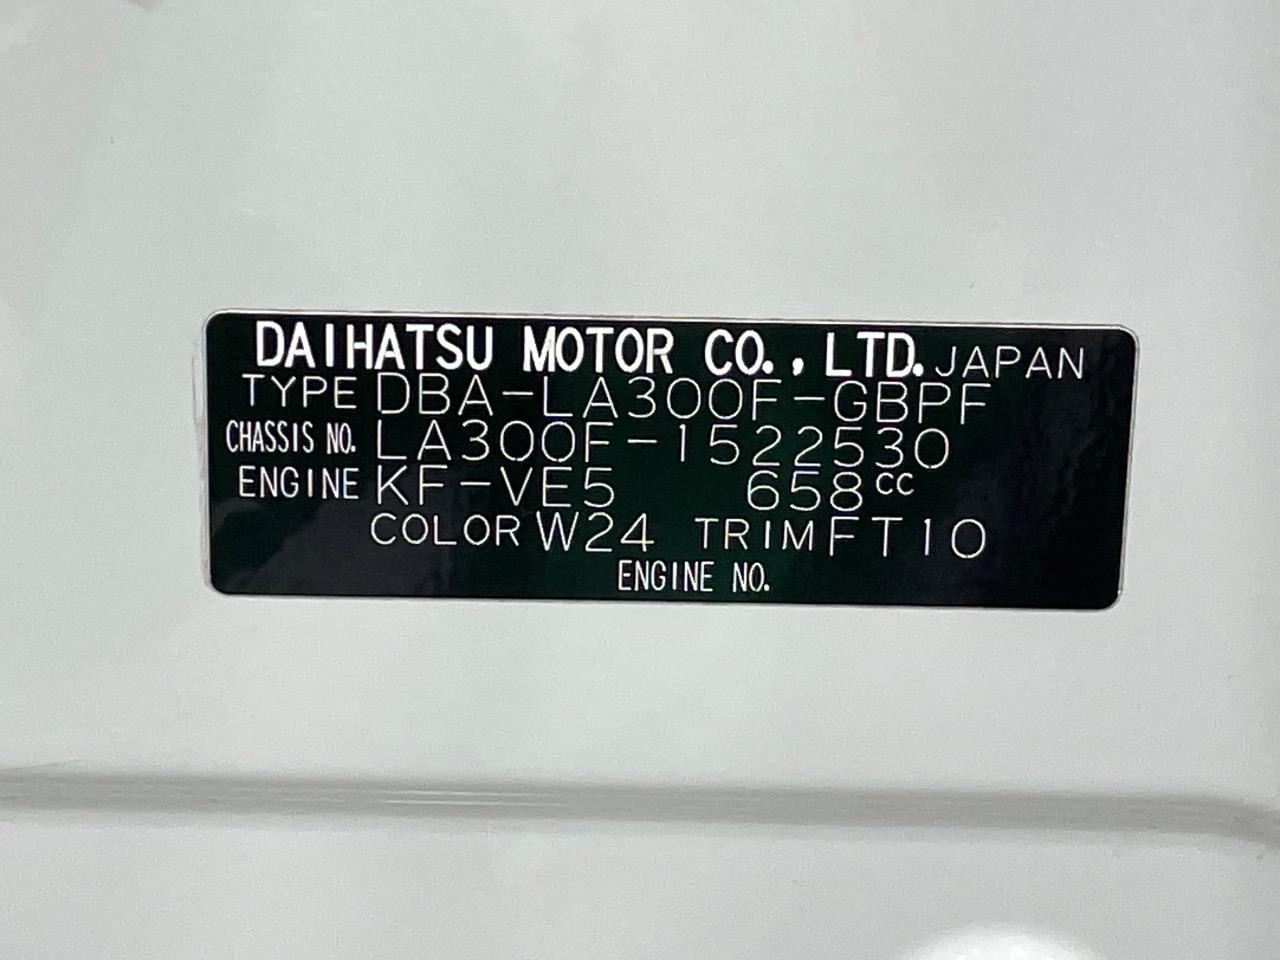 DAIHATSU MOTOR CO., LTD. JAPAN
TYPE DBA-LA300F-GBPF
CHASSIS NO. LA300F-1522530
ENGINE KF-VE5 658cc
COLOR W24 TRIM FT10
ENGINE NO.